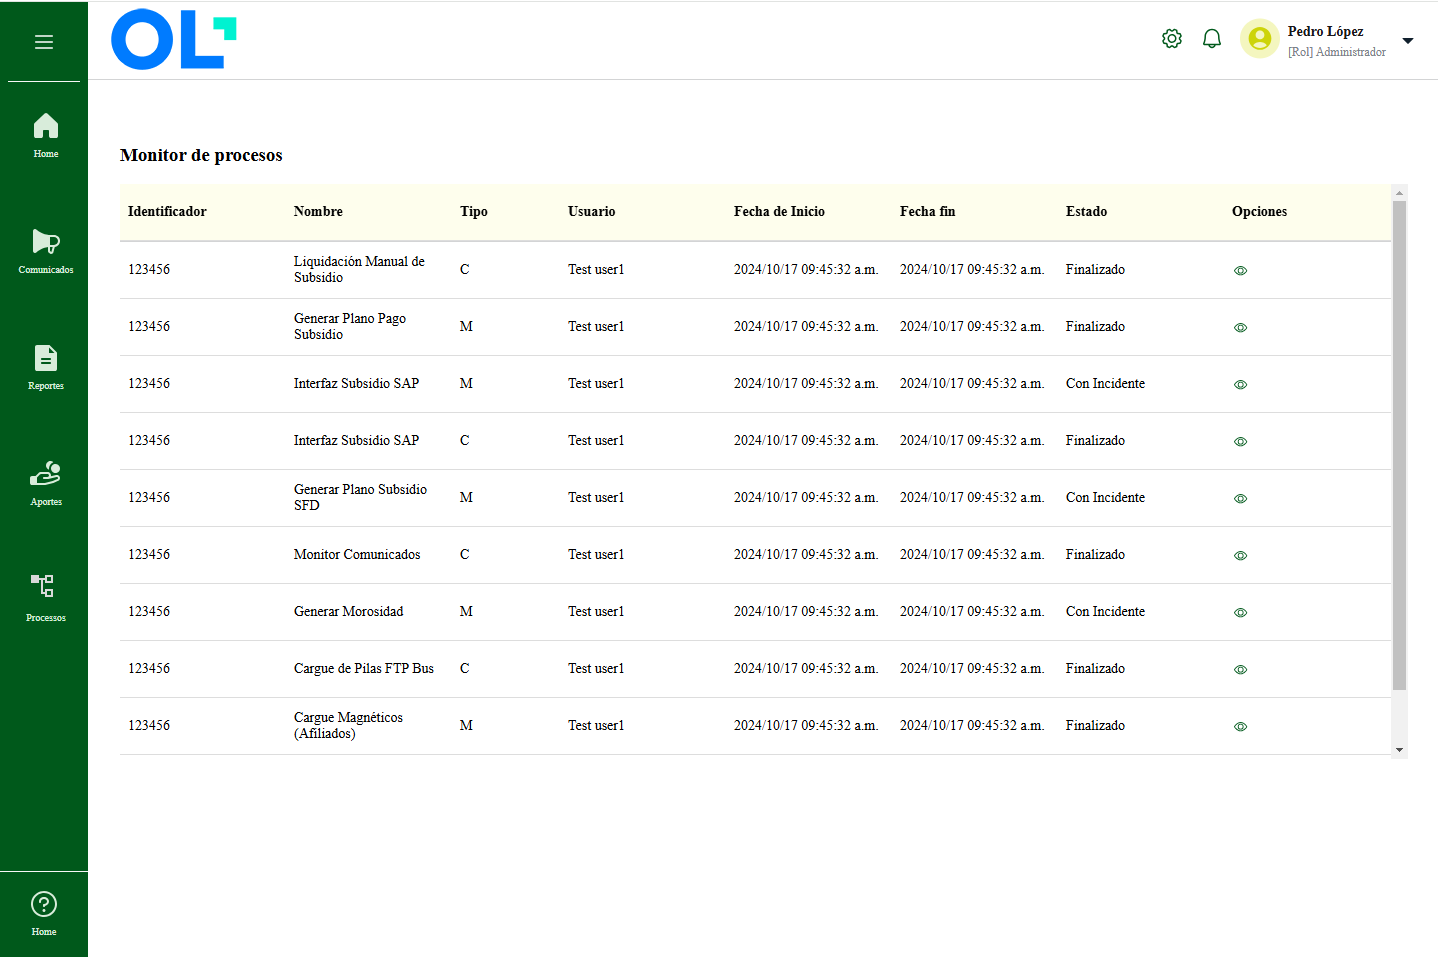 OL
Pedro López
[Rol] Administrador
Home
Comunicados
Reportes
Aportes
Processos
Home
Monitor de procesos
Identificador Nombre Tipo Usuario Fecha de Inicio Fecha fin Estado Opciones
123456 Liquidación Manual de Subsidio C Test user1 2024/10/17 09:45:32 a.m. 2024/10/17 09:45:32 a.m. Finalizado
123456 Generar Plano Pago Subsidio M Test user1 2024/10/17 09:45:32 a.m. 2024/10/17 09:45:32 a.m. Finalizado
123456 Interfaz Subsidio SAP M Test user1 2024/10/17 09:45:32 a.m. 2024/10/17 09:45:32 a.m. Con Incidente
123456 Interfaz Subsidio SAP C Test user1 2024/10/17 09:45:32 a.m. 2024/10/17 09:45:32 a.m. Finalizado
123456 Generar Plano Subsidio SFD M Test user1 2024/10/17 09:45:32 a.m. 2024/10/17 09:45:32 a.m. Con Incidente
123456 Monitor Comunicados C Test user1 2024/10/17 09:45:32 a.m. 2024/10/17 09:45:32 a.m. Finalizado
123456 Generar Morosidad M Test user1 2024/10/17 09:45:32 a.m. 2024/10/17 09:45:32 a.m. Con Incidente
123456 Cargue de Pilas FTP Bus C Test user1 2024/10/17 09:45:32 a.m. 2024/10/17 09:45:32 a.m. Finalizado
123456 Cargue Magnéticos (Afiliados) M Test user1 2024/10/17 09:45:32 a.m. 2024/10/17 09:45:32 a.m. Finalizado